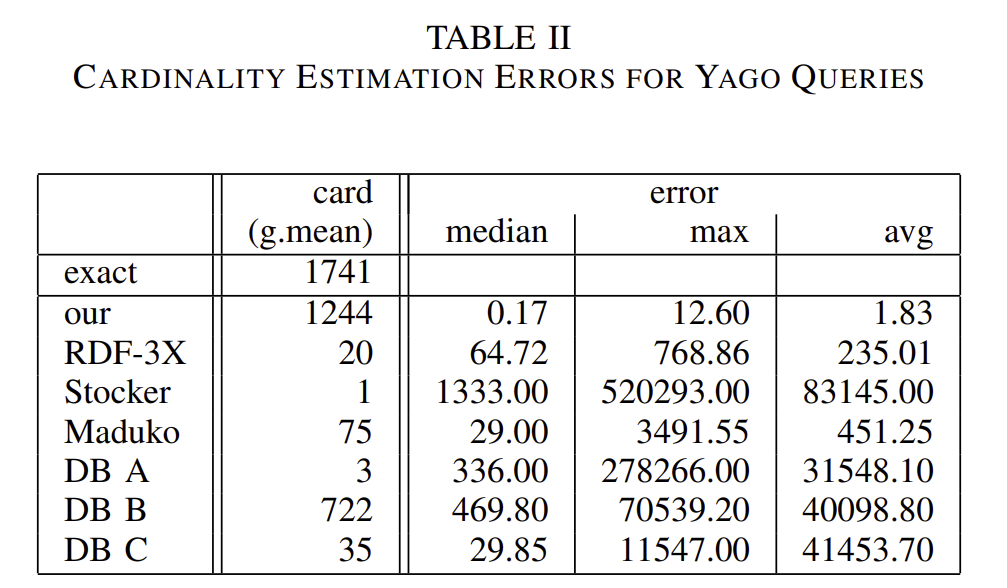 TABLE II
CARDINALITY ESTIMATION ERRORS FOR YAGO QUERIES
card error
(g.mean) median max avg
exact 1741
our 1244 0.17 12.60 1.83
RDF-3X 20 64.72 768.86 235.01
Stocker 1 1333.00 520293.00 83145.00
Maduko 75 29.00 3491.55 451.25
DB A 3 336.00 278266.00 31548.10
DB B 722 469.80 70539.20 40098.80
DB C 35 29.85 11547.00 41453.70